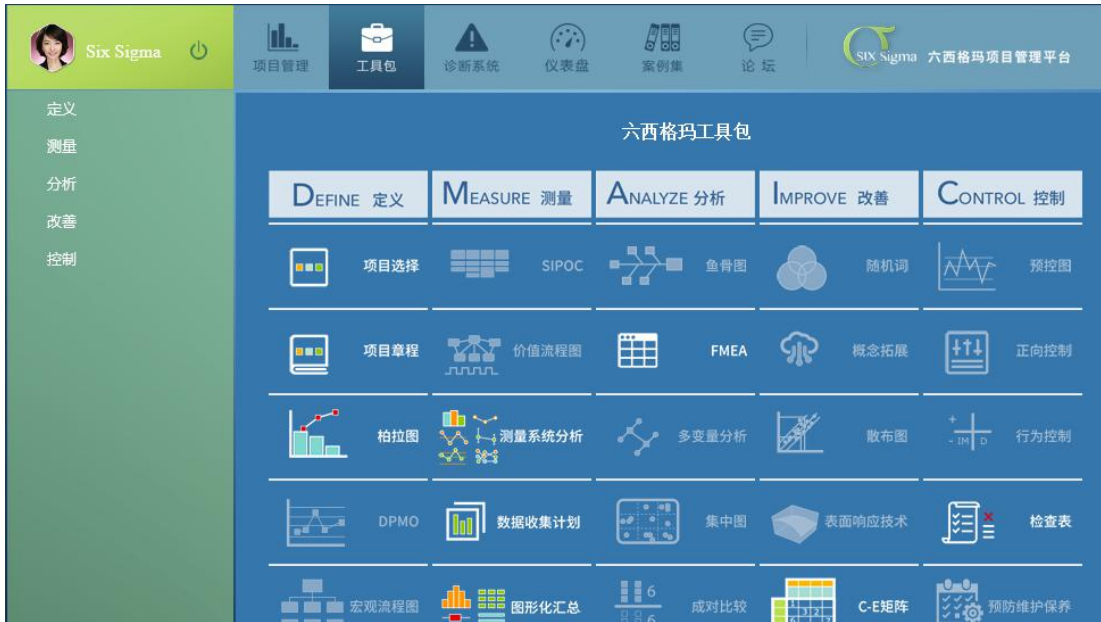 Six Sigma
项目管理
工具包
诊断系统
仪表盘
案例集
论坛
SIX Sigma 六西格玛项目管理平台
定义
测量
分析
改善
控制
六西格玛工具包
DEFINE 定义
MEASURE 测量
ANALYZE 分析
IMPROVE 改善
CONTROL 控制
项目选择
SIPOC
鱼骨图
随机词
预控图
项目章程
价值流程图
FMEA
概念拓展
正向控制
柏拉图
测量系统分析
多变量分析
散布图
+
- IM D
行为控制
DPMO
数据收集计划
集中图
表面响应技术
检查表
宏观流程图
图形化汇总
6
成对比较
1 3 2
C-E矩阵
预防维护保养